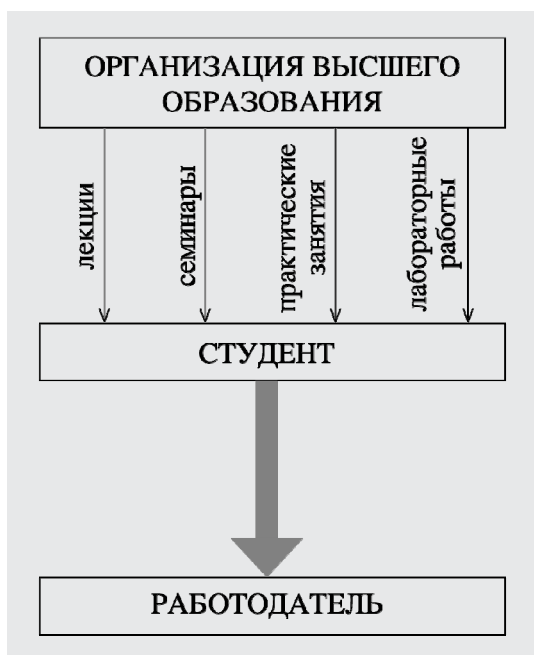 ОРГАНИЗАЦИЯ ВЫСШЕГО
ОБРАЗОВАНИЯ
лекции
семинары
практические
занятия
лабораторные
работы
СТУДЕНТ
РАБОТОДАТЕЛЬ